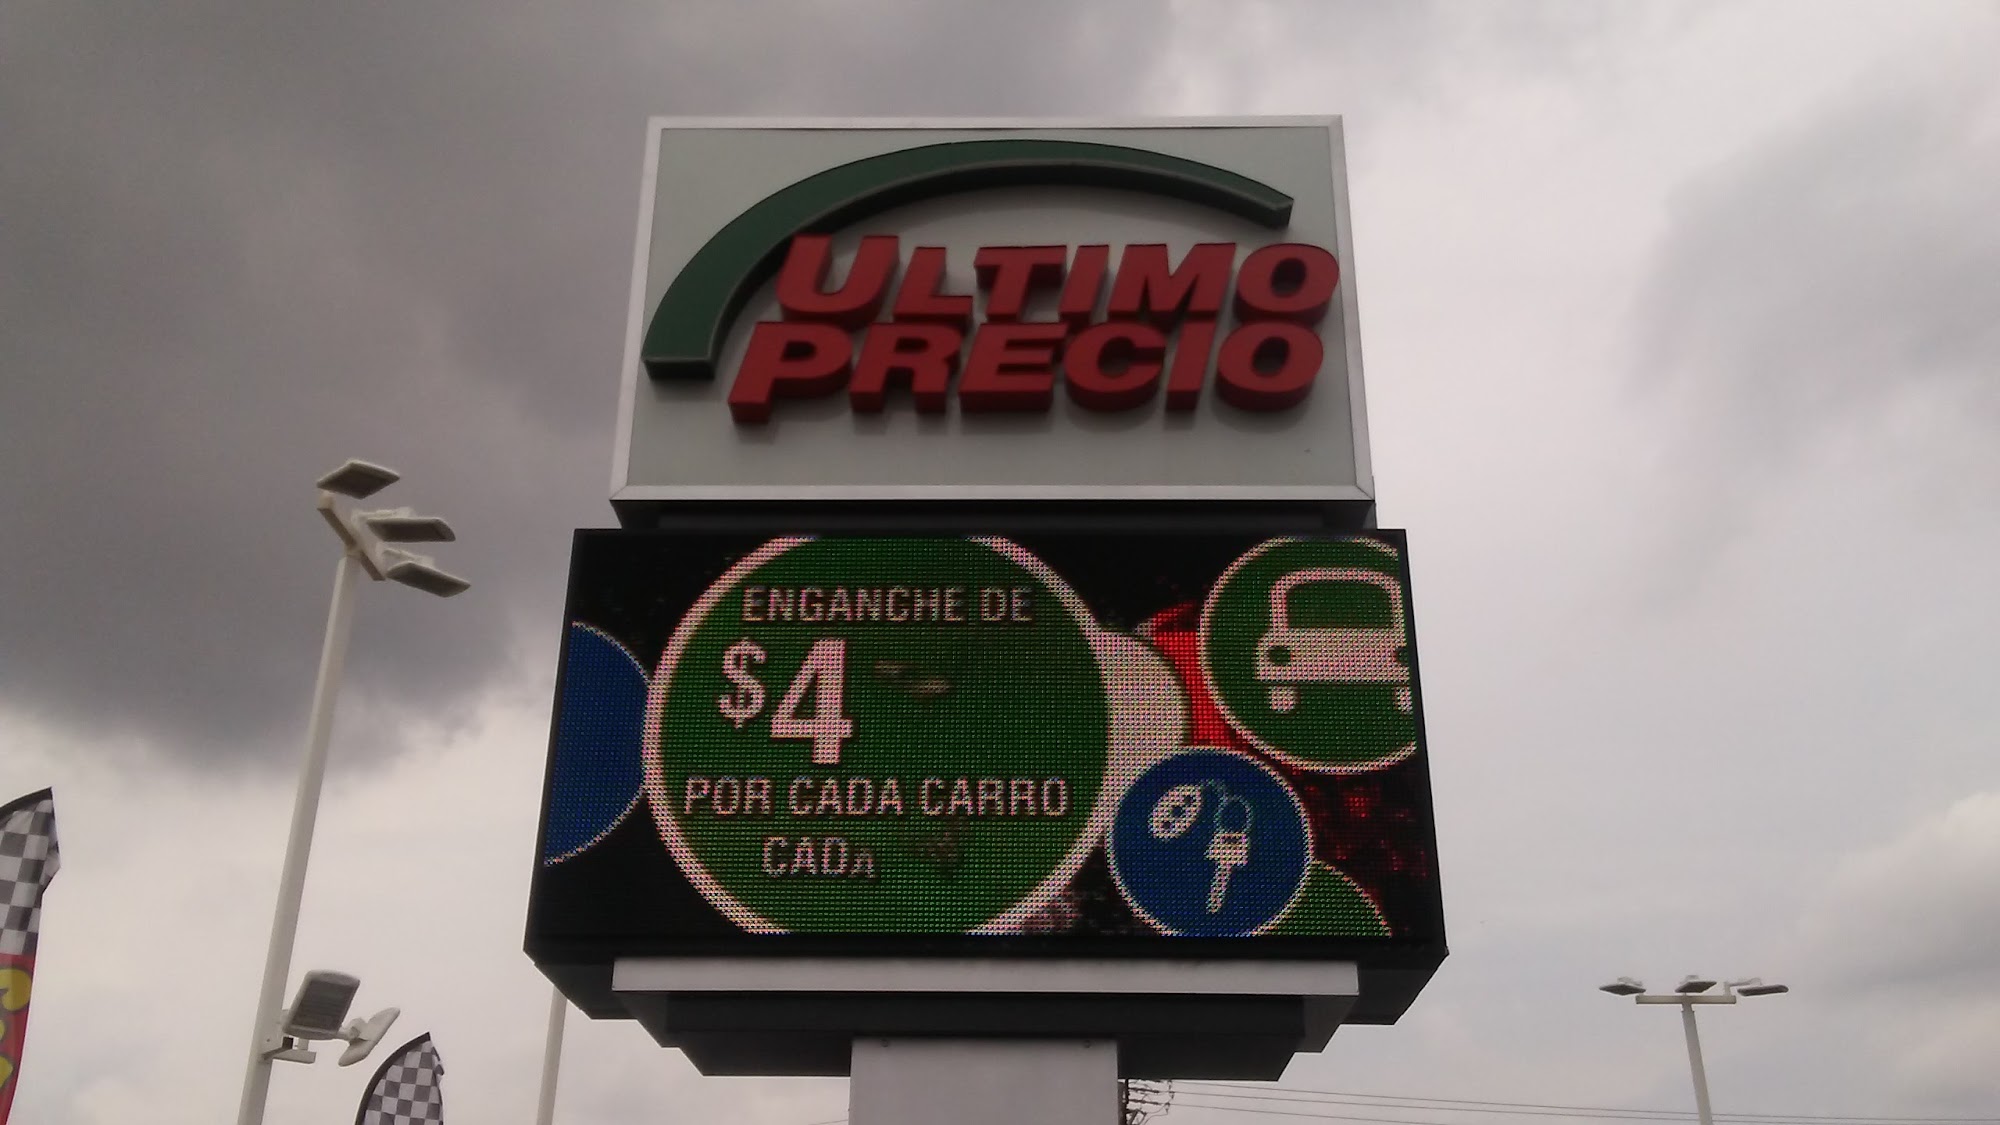 ULTIMO
PRECIO
ENGANCHE DE
$4
POR CADA CARRO
CADA